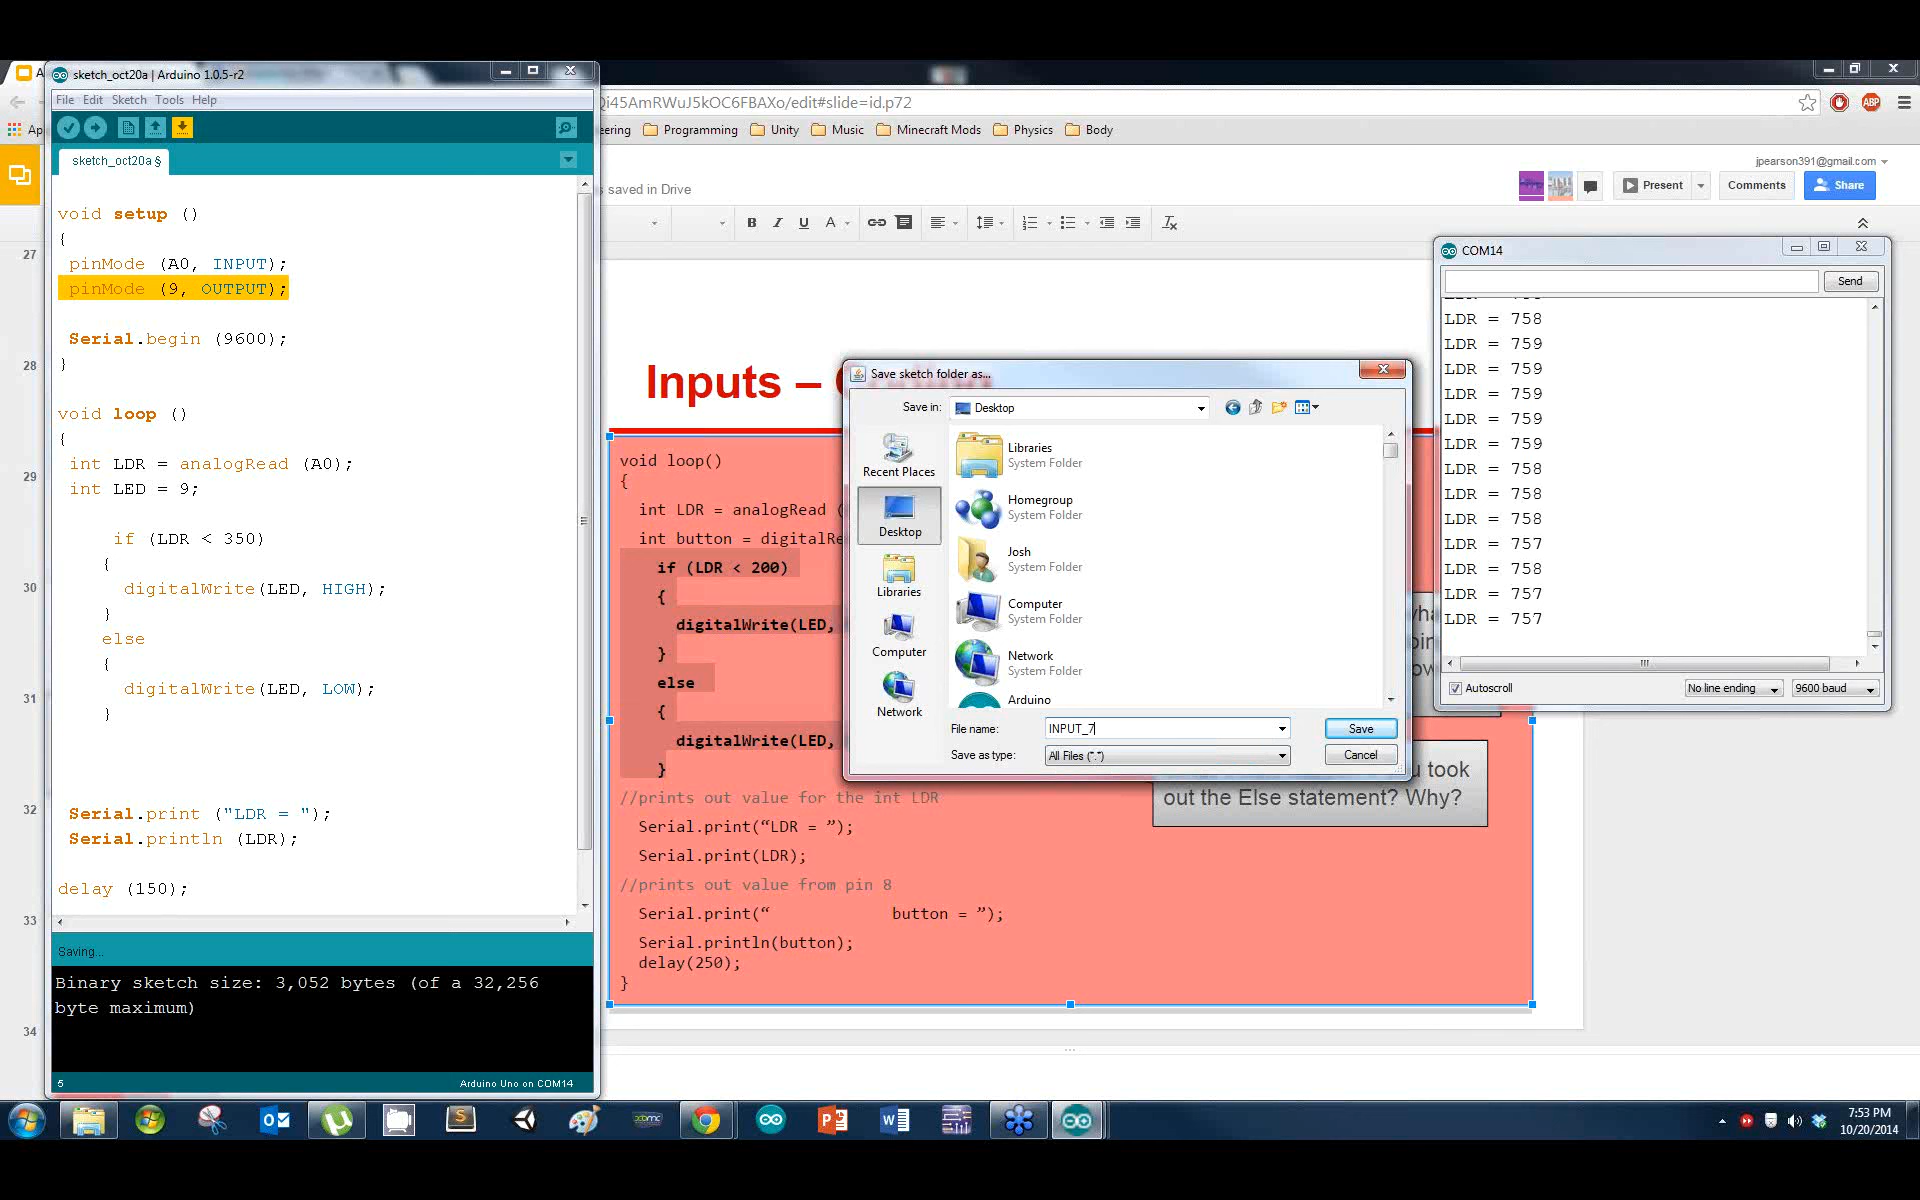 sketch_oct20a | Arduino 1.0.5-r2
File Edit Sketch Tools Help
sketch_oct20a §
void setup ()
{
pinMode (A0, INPUT);
pinMode (9, OUTPUT);
Serial.begin (9600);
}
void loop ()
{
int LDR = analogRead (A0);
int LED = 9;
if (LDR < 350)
{
digitalWrite(LED, HIGH);
}
else
{
digitalWrite(LED, LOW);
}
Serial.print ("LDR = ");
Serial.println (LDR);
delay (150);
Saving...
Binary sketch size: 3,052 bytes (of a 32,256
byte maximum)
5
Arduino Uno on COM14
27
28
29
30
31
32
33
34
Qi45AmRWuJ5kOC6FBAXo/edit#slide=id.p72
ABP
Ap
eering Programming Unity Music Minecraft Mods Physics Body
jpearson391@gmail.com
s saved in Drive
Present Comments Share
B I U A
Inputs –
void loop()
{
int LDR = analogRead (
int button = digitalRe
if (LDR < 200)
{
digitalWrite(LED,
}
else
{
digitalWrite(LED,
}
//prints out value for the int LDR
Serial.print(“LDR = ”);
Serial.print(LDR);
//prints out value from pin 8
Serial.print(“ button = ”);
Serial.println(button);
delay(250);
}
u took
out the Else statement? Why?
Save sketch folder as...
Save in: Desktop
Recent Places
Desktop
Libraries
Computer
Network
Libraries
System Folder
Homegroup
System Folder
Josh
System Folder
Computer
System Folder
Network
System Folder
Arduino
File name: INPUT_7 Save
Save as type: All Files (*.*) Cancel
COM14
Send
LDR = 758
LDR = 759
LDR = 759
LDR = 759
LDR = 759
LDR = 759
LDR = 758
LDR = 758
LDR = 758
LDR = 757
LDR = 758
LDR = 757
LDR = 757
Autoscroll No line ending 9600 baud
7:53 PM
10/20/2014